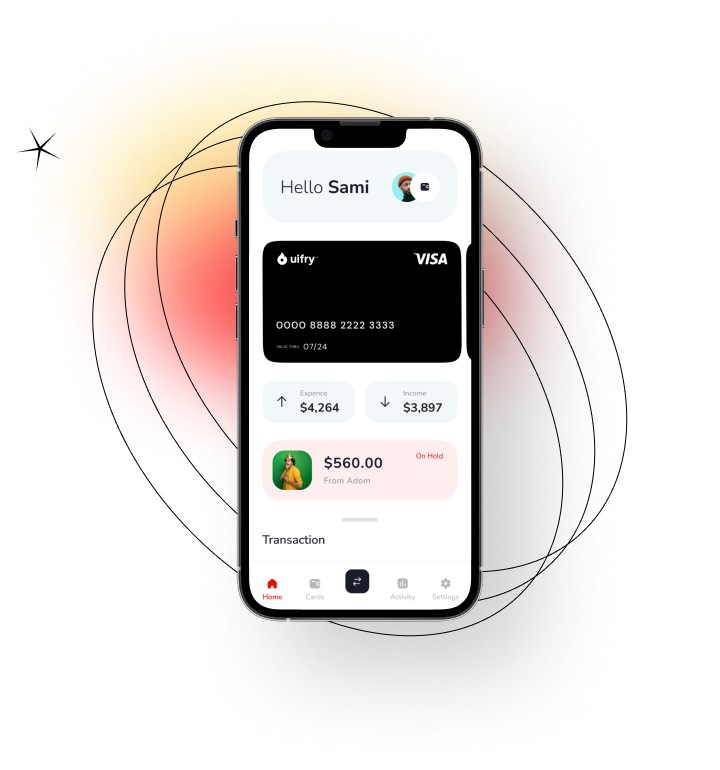 Hello Sami
uifry
VISA
0000 8888 2222 3333
VALID THRU 07/24
Expence
$4,264
Income
$3,897
$560.00
On Hold
From Adom
Transaction
Home
Cards
Activity
Settings